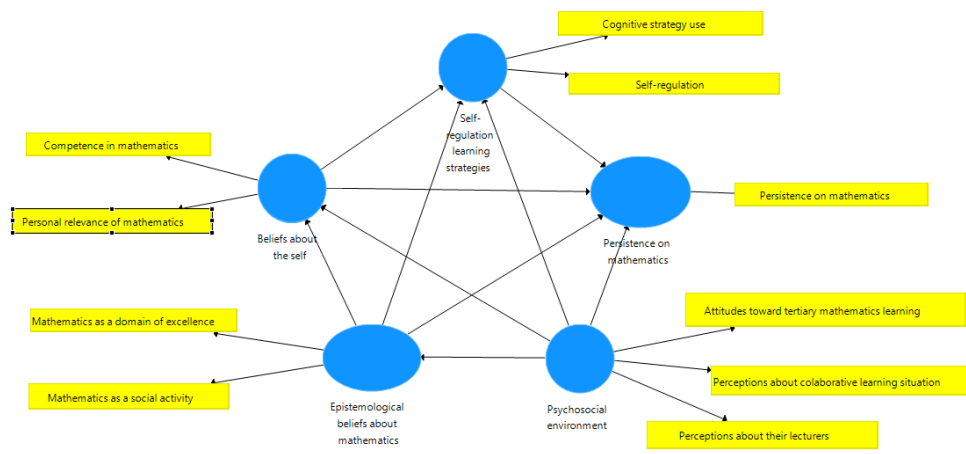 Cognitive strategy use
Self-regulation
Self-
regulation
learning
strategies
Competence in mathematics
Personal relevance of mathematics
Beliefs about
the self
Persistence on mathematics
Persistence on
mathematics
Mathematics as a domain of excellence
Mathematics as a social activity
Epistemological
beliefs about
mathematics
Psychosocial
environment
Attitudes toward tertiary mathematics learning
Perceptions about colaborative learning situation
Perceptions about their lecturers